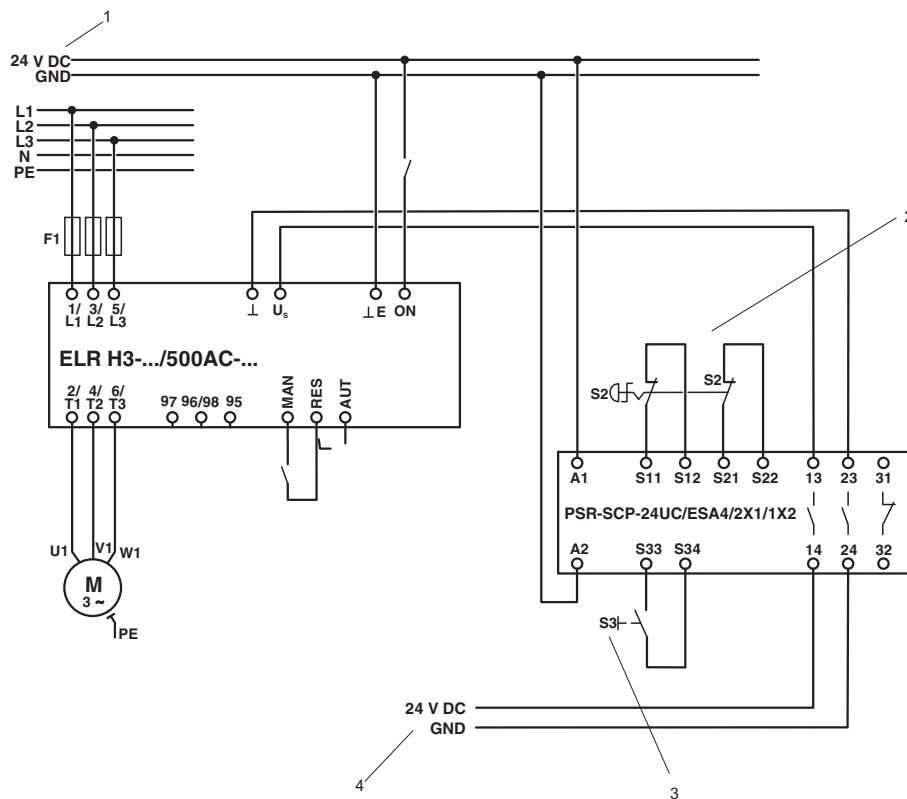 1
24 V DC
GND
L1
L2
L3
N
PE
2
F1
1/ 3/ 5/
L1 L2 L3
⊥ Us ⊥ E ON
ELR H3-.../500AC-...
2/ 4/ 6/
T1 T2 T3
97 96/98 95
MAN RES AUT
S2 S2
A1 S11 S12 S21 S22 13 23 31
PSR-SCP-24UC/ESA4/2X1/1X2
A2 S33 S34 14 24 32
U1 V1 W1
M
3 ~
PE
S3
24 V DC
GND
4
3